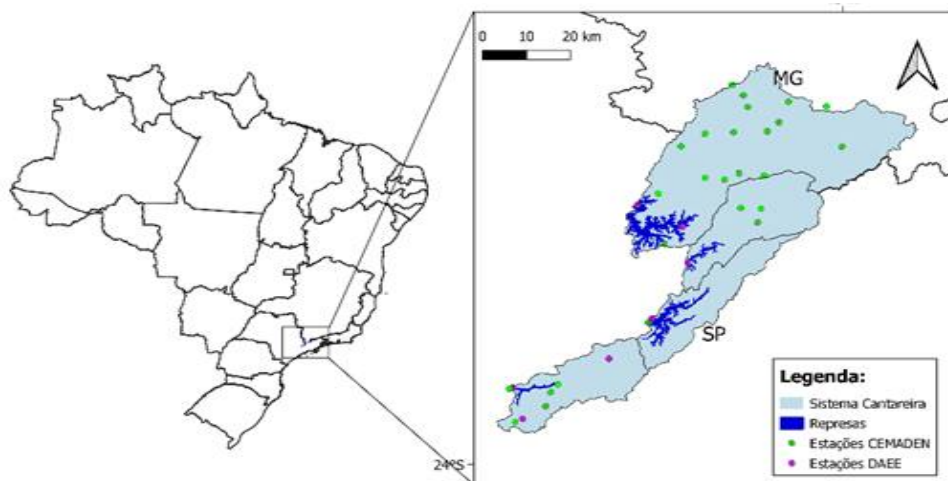 0 10 20 km
MG
SP
24°S
Legenda:
Sistema Cantareira
Represas
Estações CEMADEN
Estações DAEE